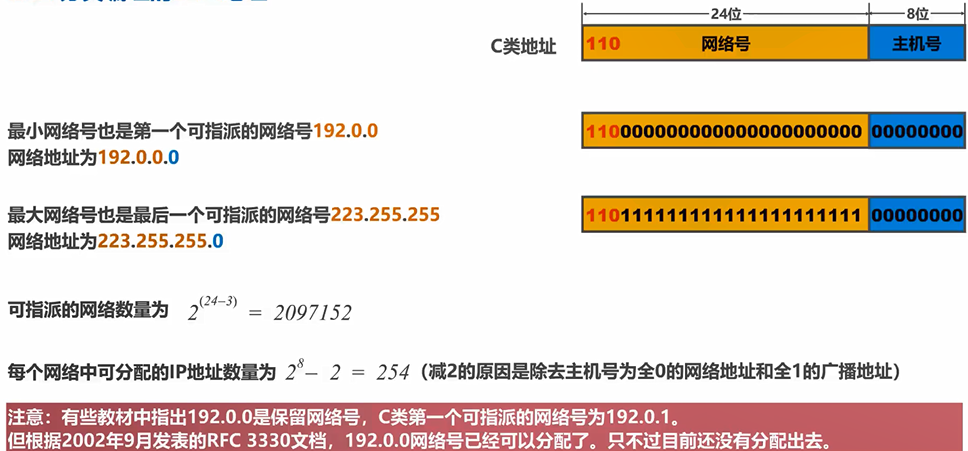 24位 8位
C类地址 110 网络号 主机号
最小网络号也是第一个可指派的网络号192.0.0
网络地址为192.0.0.0
110000000000000000000000 00000000
最大网络号也是最后一个可指派的网络号223.255.255
网络地址为223.255.255.0
110111111111111111111111 00000000
可指派的网络数量为 2^(24-3) = 2097152
每个网络中可分配的IP地址数量为 2^8 - 2 = 254（减2的原因是除去主机号为全0的网络地址和全1的广播地址）
注意：有些教材中指出192.0.0是保留网络号，C类第一个可指派的网络号为192.0.1。
但根据2002年9月发表的RFC 3330文档，192.0.0网络号已经可以分配了。只不过目前还没有分配出去。